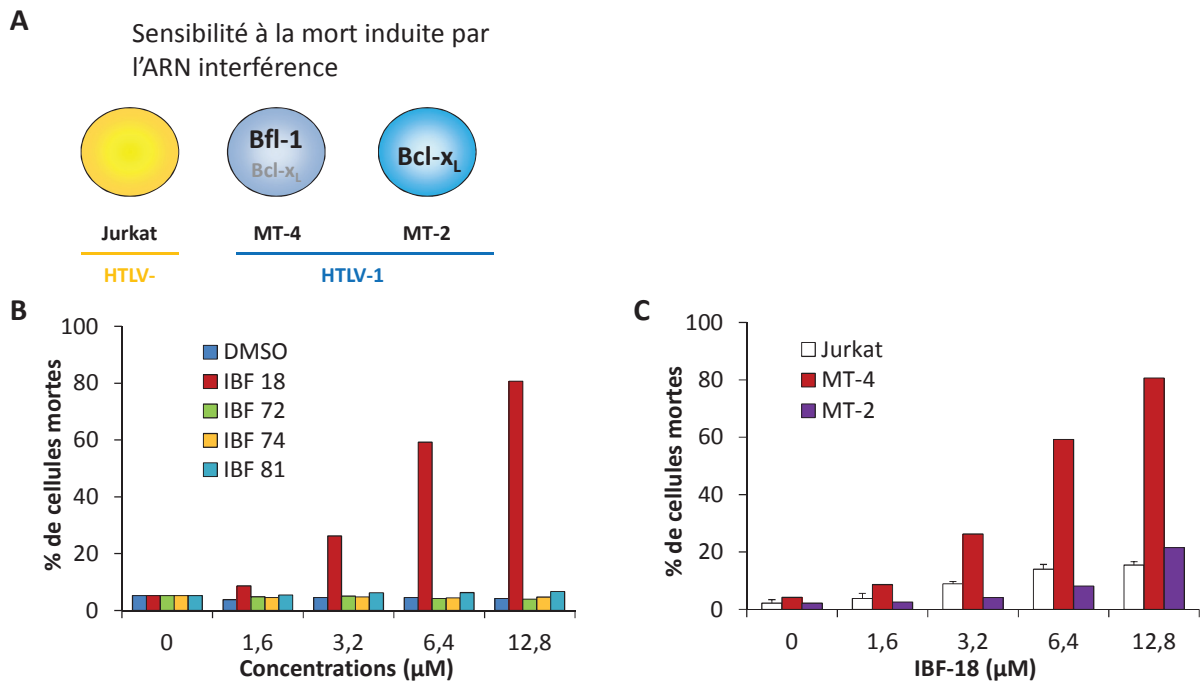 A
Sensibilité à la mort induite par
l'ARN interférence
Bfl-1
Bcl-xL
Bcl-xL
Jurkat
MT-4
MT-2
HTLV-
HTLV-1
B
% de cellules mortes
100
80
60
40
20
0
DMSO
IBF 18
IBF 72
IBF 74
IBF 81
0 1,6 3,2 6,4 12,8
Concentrations (µM)
C
% de cellules mortes
100
80
60
40
20
0
Jurkat
MT-4
MT-2
0 1,6 3,2 6,4 12,8
IBF-18 (µM)